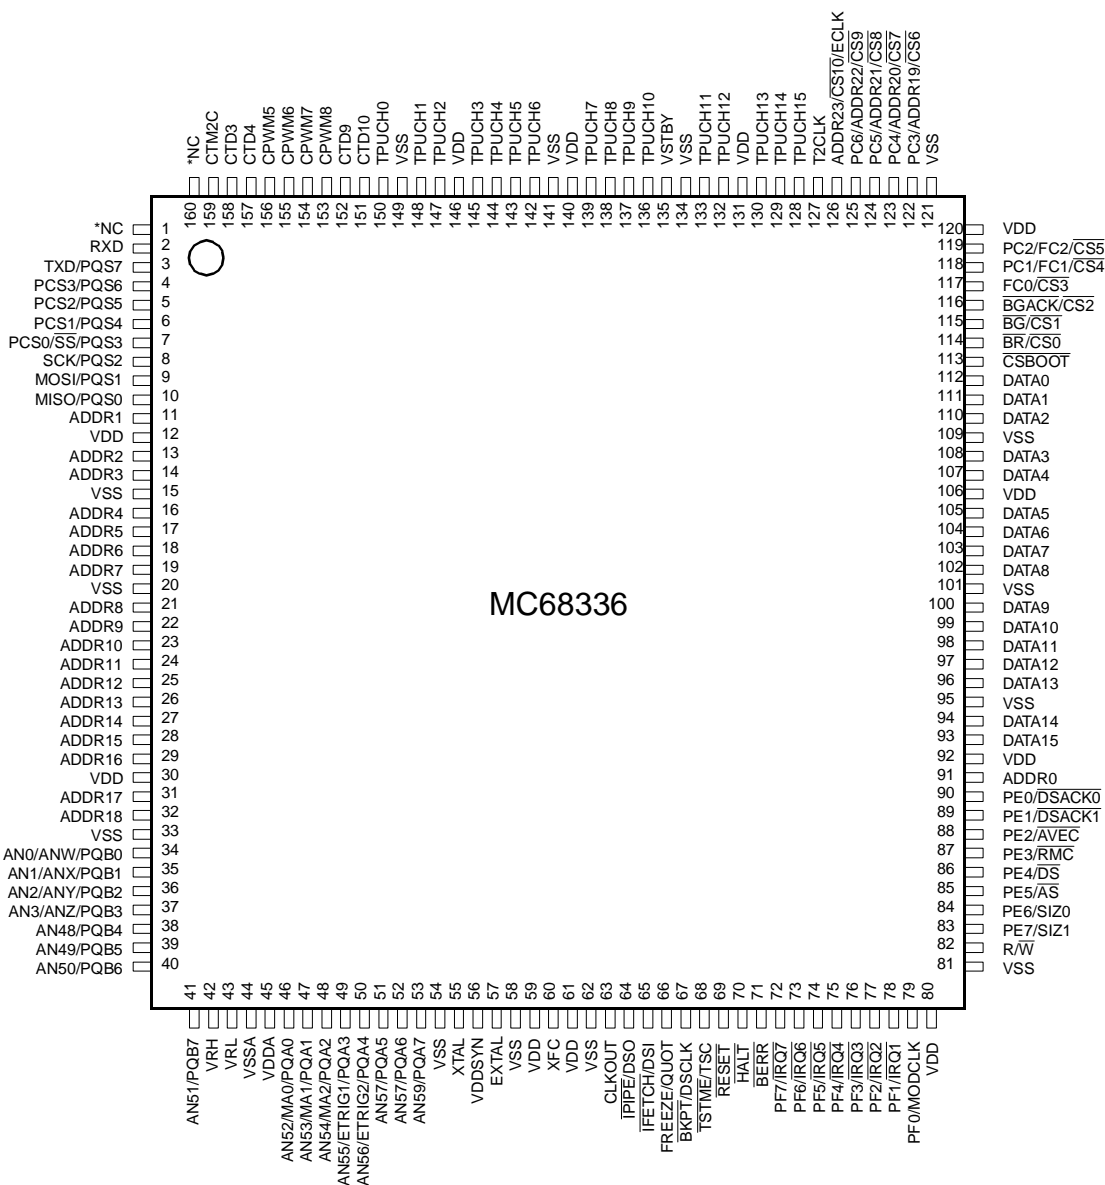 *NC
CTM2C
CTD3
CTD4
CPWM5
CPWM6
CPWM7
CPWM8
CTD9
CTD10
TPUCH0
VSS
TPUCH1
TPUCH2
VDD
TPUCH3
TPUCH4
TPUCH5
TPUCH6
VSS
VDD
TPUCH7
TPUCH8
TPUCH9
TPUCH10
VSTBY
VSS
TPUCH11
TPUCH12
VDD
TPUCH13
TPUCH14
TPUCH15
T2CLK
ADDR23/CS10/ECLK
PC6/ADDR22/CS9
PC5/ADDR21/CS8
PC4/ADDR20/CS7
PC3/ADDR19/CS6
VSS
160
159
158
157
156
155
154
153
152
151
150
149
148
147
146
145
144
143
142
141
140
139
138
137
136
135
134
133
132
131
130
129
128
127
126
125
124
123
122
121
*NC 1
RXD 2
TXD/PQS7 3
PCS3/PQS6 4
PCS2/PQS5 5
PCS1/PQS4 6
PCS0/SS/PQS3 7
SCK/PQS2 8
MOSI/PQS1 9
MISO/PQS0 10
ADDR1 11
VDD 12
ADDR2 13
ADDR3 14
VSS 15
ADDR4 16
ADDR5 17
ADDR6 18
ADDR7 19
VSS 20
ADDR8 21
ADDR9 22
ADDR10 23
ADDR11 24
ADDR12 25
ADDR13 26
ADDR14 27
ADDR15 28
ADDR16 29
VDD 30
ADDR17 31
ADDR18 32
VSS 33
AN0/ANW/PQB0 34
AN1/ANX/PQB1 35
AN2/ANY/PQB2 36
AN3/ANZ/PQB3 37
AN48/PQB4 38
AN49/PQB5 39
AN50/PQB6 40
MC68336
120 VDD
119 PC2/FC2/CS5
118 PC1/FC1/CS4
117 FC0/CS3
116 BGACK/CS2
115 BG/CS1
114 BR/CS0
113 CSBOOT
112 DATA0
111 DATA1
110 DATA2
109 VSS
108 DATA3
107 DATA4
106 VDD
105 DATA5
104 DATA6
103 DATA7
102 DATA8
101 VSS
100 DATA9
99 DATA10
98 DATA11
97 DATA12
96 DATA13
95 VSS
94 DATA14
93 DATA15
92 VDD
91 ADDR0
90 PE0/DSACK0
89 PE1/DSACK1
88 PE2/AVEC
87 PE3/RMC
86 PE4/DS
85 PE5/AS
84 PE6/SIZ0
83 PE7/SIZ1
82 R/W
81 VSS
41
42
43
44
45
46
47
48
49
50
51
52
53
54
55
56
57
58
59
60
61
62
63
64
65
66
67
68
69
70
71
72
73
74
75
76
77
78
79
80
AN51/PQB7
VRH
VRL
VSSA
VDDA
AN52/MA0/PQA0
AN53/MA1/PQA1
AN54/MA2/PQA2
AN55/ETRIG1/PQA3
AN56/ETRIG2/PQA4
AN57/PQA5
AN57/PQA6
AN59/PQA7
VSS
XTAL
VDDSYN
EXTAL
VSS
VDD
XFC
VDD
VSS
CLKOUT
IPIPE/DSO
IFETCH/DSI
FREEZE/QUOT
BKPT/DSCLK
TSTME/TSC
RESET
HALT
BERR
PF7/IRQ7
PF6/IRQ6
PF5/IRQ5
PF4/IRQ4
PF3/IRQ3
PF2/IRQ2
PF1/IRQ1
PF0/MODCLK
VDD